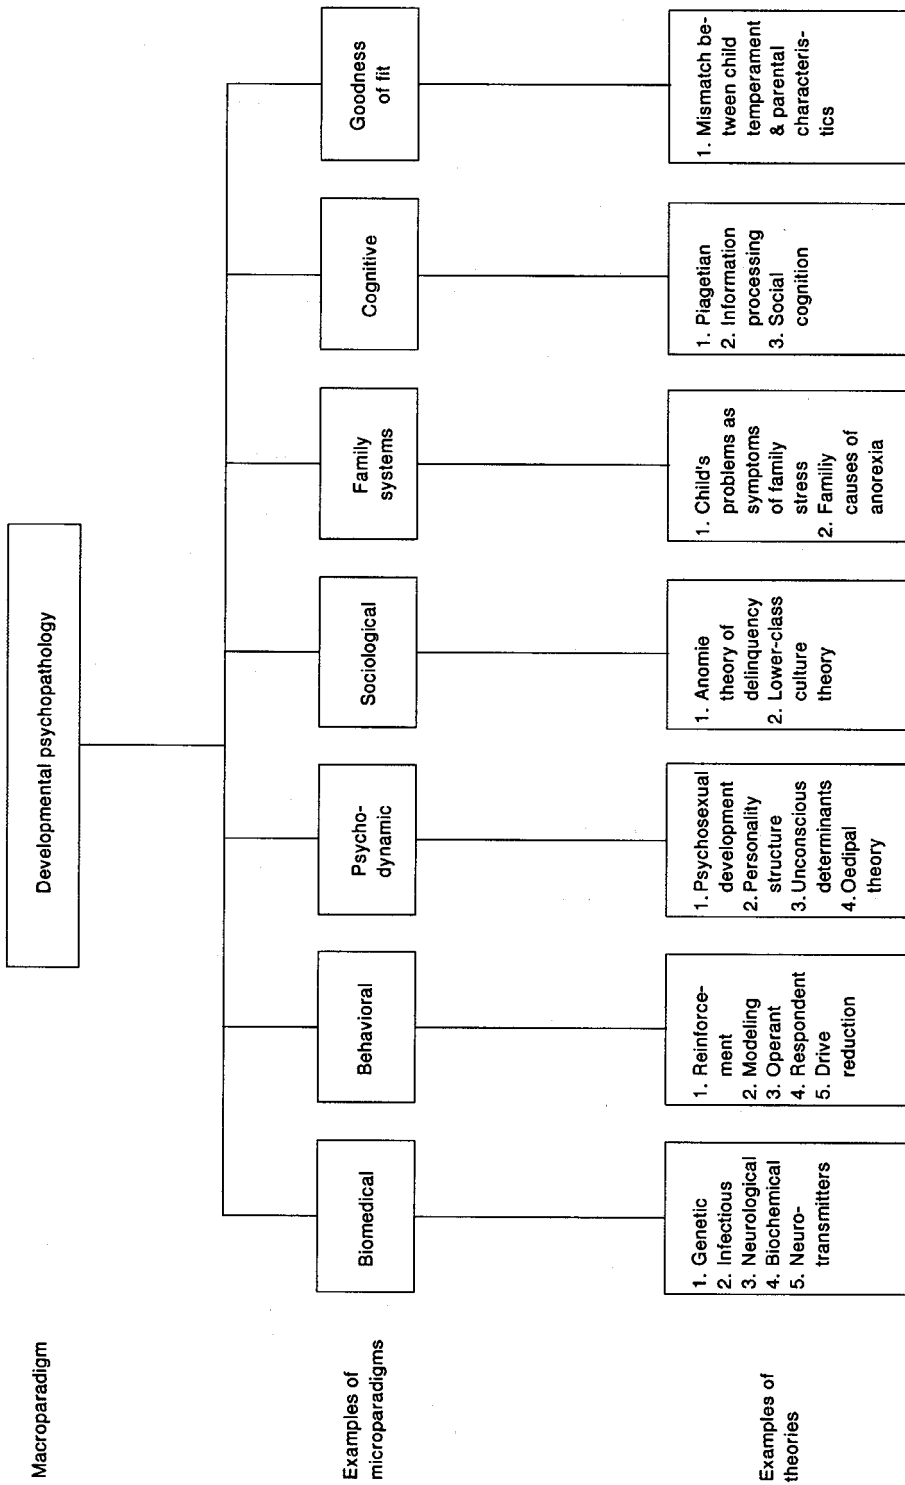 Macroparadigm
Developmental psychopathology
Examples of
microparadigms
Biomedical
Behavioral
Psycho-
dynamic
Sociological
Family
systems
Cognitive
Goodness
of fit
Examples of
theories
1. Genetic
2. Infectious
3. Neurological
4. Biochemical
5. Neuro-
transmitters
1. Reinforce-
ment
2. Modeling
3. Operant
4. Respondent
5. Drive
reduction
1. Psychosexual
development
2. Personality
structure
3. Unconscious
determinants
4. Oedipal
theory
1. Anomie
theory of
delinquency
2. Lower-class
culture
theory
1. Child's
problems as
symptoms
of family
stress
2. Familiy
causes of
anorexia
1. Piagetian
2. Information
processing
3. Social
cognition
1. Mismatch be-
tween child
temperament
& parental
characteris-
tics